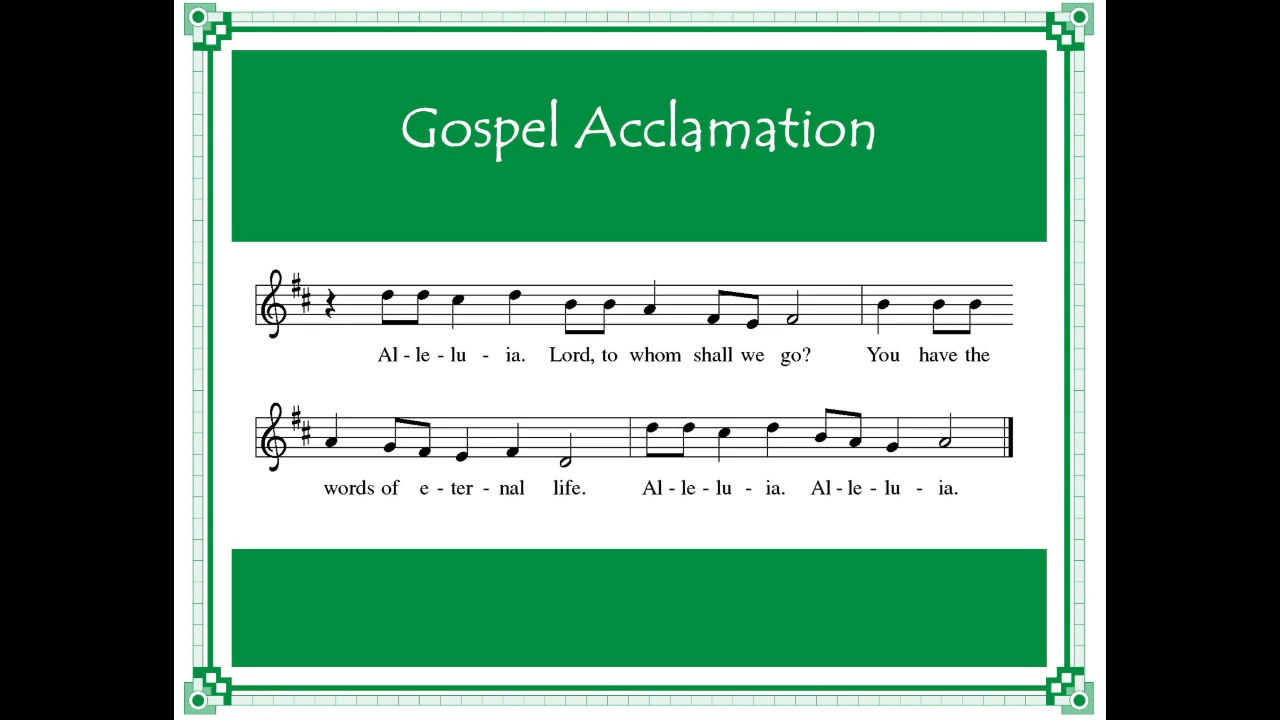 Gospel Acclamation
Al - le - lu - ia. Lord, to whom shall we go? You have the
words of e - ter - nal life. Al - le - lu - ia. Al - le - lu - ia.